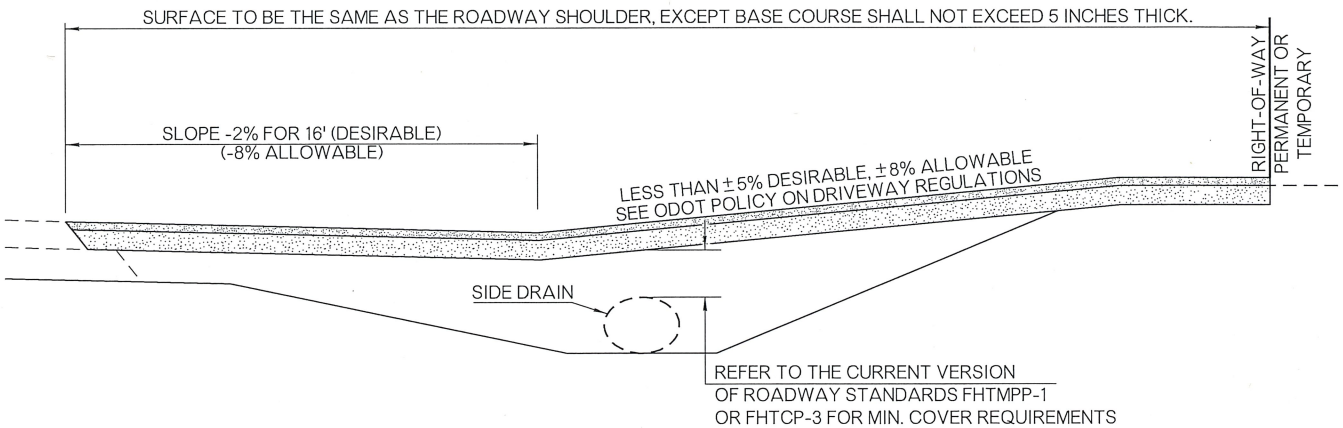 SURFACE TO BE THE SAME AS THE ROADWAY SHOULDER, EXCEPT BASE COURSE SHALL NOT EXCEED 5 INCHES THICK.
RIGHT-OF-WAY
PERMANENT OR
TEMPORARY
SLOPE -2% FOR 16' (DESIRABLE)
(-8% ALLOWABLE)
LESS THAN ±5% DESIRABLE, ±8% ALLOWABLE
SEE ODOT POLICY ON DRIVEWAY REGULATIONS
SIDE DRAIN
REFER TO THE CURRENT VERSION
OF ROADWAY STANDARDS FHTMPP-1
OR FHTCP-3 FOR MIN. COVER REQUIREMENTS